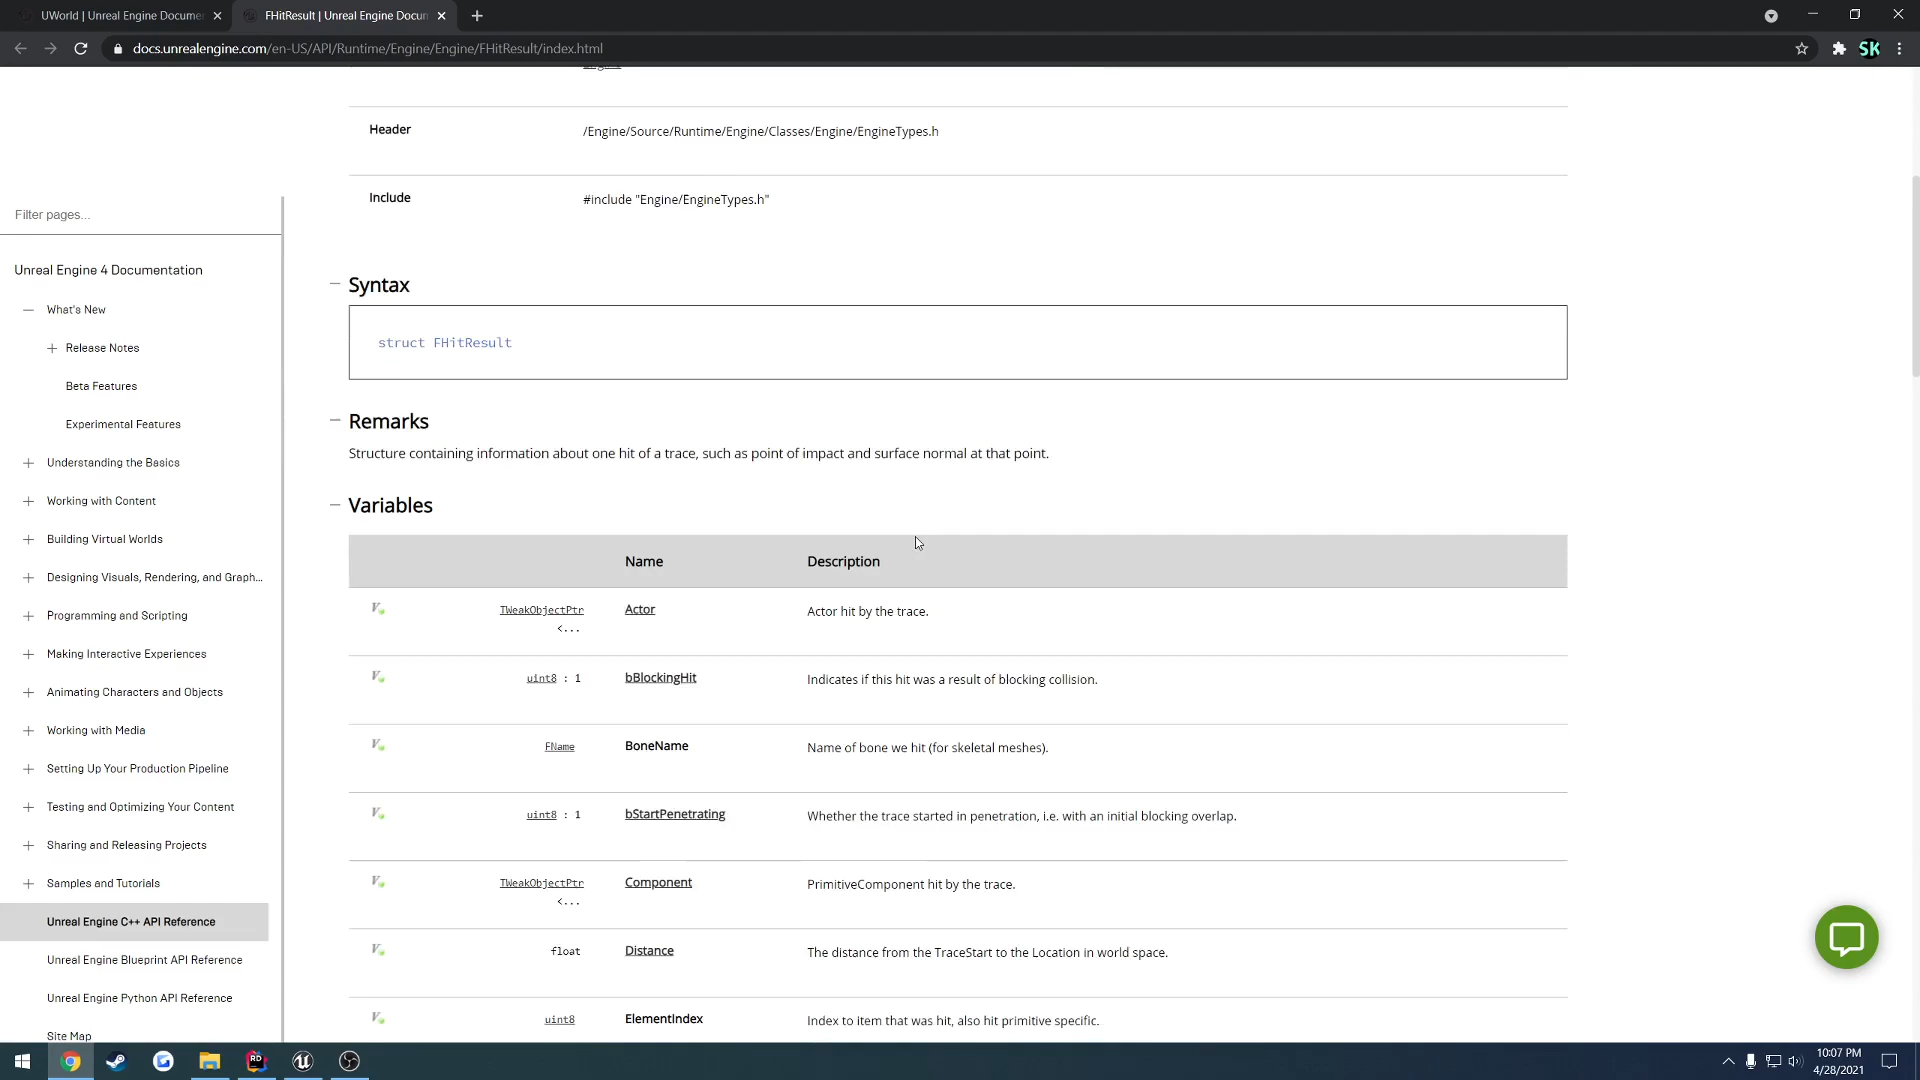 UWorld | Unreal Engine Docume
FHitResult | Unreal Engine Docum
docs.unrealengine.com/en-US/API/Runtime/Engine/Engine/FHitResult/index.html
SK
Header
/Engine/Source/Runtime/Engine/Classes/Engine/EngineTypes.h
Include
#include "Engine/EngineTypes.h"
Filter pages...
Unreal Engine 4 Documentation
What's New
Release Notes
Beta Features
Experimental Features
Understanding the Basics
Working with Content
Building Virtual Worlds
Designing Visuals, Rendering, and Graph...
Programming and Scripting
Making Interactive Experiences
Animating Characters and Objects
Working with Media
Setting Up Your Production Pipeline
Testing and Optimizing Your Content
Sharing and Releasing Projects
Samples and Tutorials
Unreal Engine C++ API Reference
Unreal Engine Blueprint API Reference
Unreal Engine Python API Reference
Site Map
Syntax
struct FHitResult
Remarks
Structure containing information about one hit of a trace, such as point of impact and surface normal at that point.
Variables
Name Description
TWeakObjectPtr <... Actor Actor hit by the trace.
uint8 : 1 bBlockingHit Indicates if this hit was a result of blocking collision.
FName BoneName Name of bone we hit (for skeletal meshes).
uint8 : 1 bStartPenetrating Whether the trace started in penetration, i.e. with an initial blocking overlap.
TWeakObjectPtr <... Component PrimitiveComponent hit by the trace.
float Distance The distance from the TraceStart to the Location in world space.
uint8 ElementIndex Index to item that was hit, also hit primitive specific.
RD
10:07 PM
4/28/2021